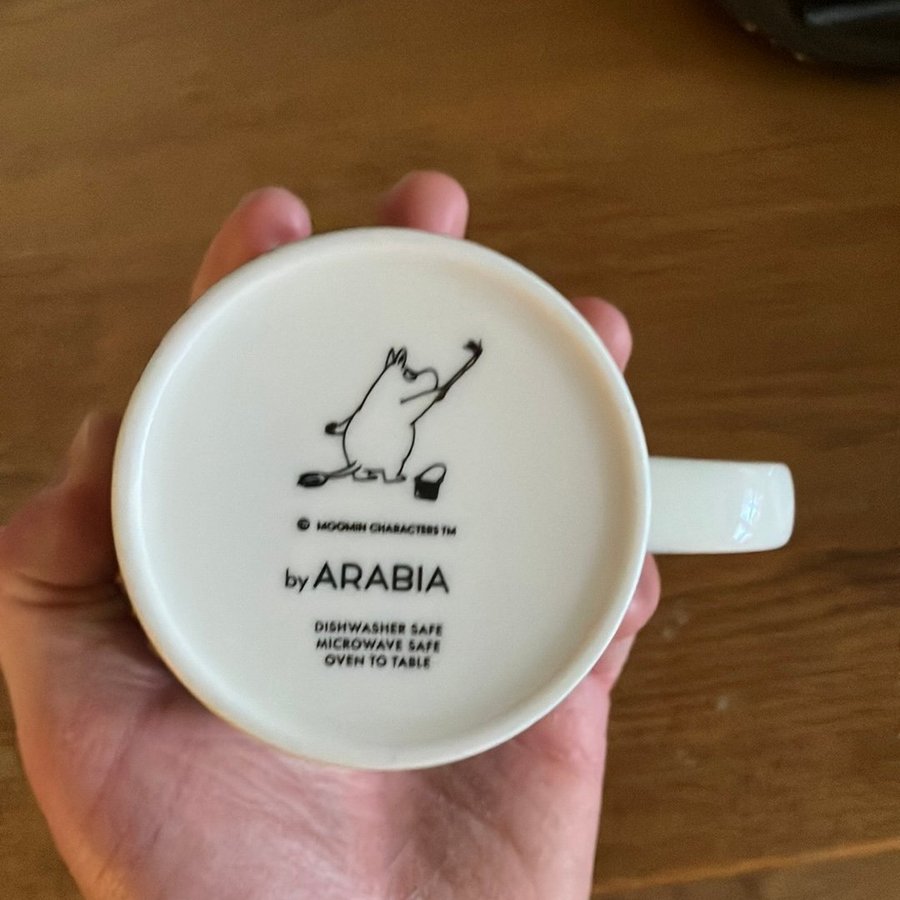 © MOOMIN CHARACTERS TM
by ARABIA
DISHWASHER SAFE
MICROWAVE SAFE
OVEN TO TABLE